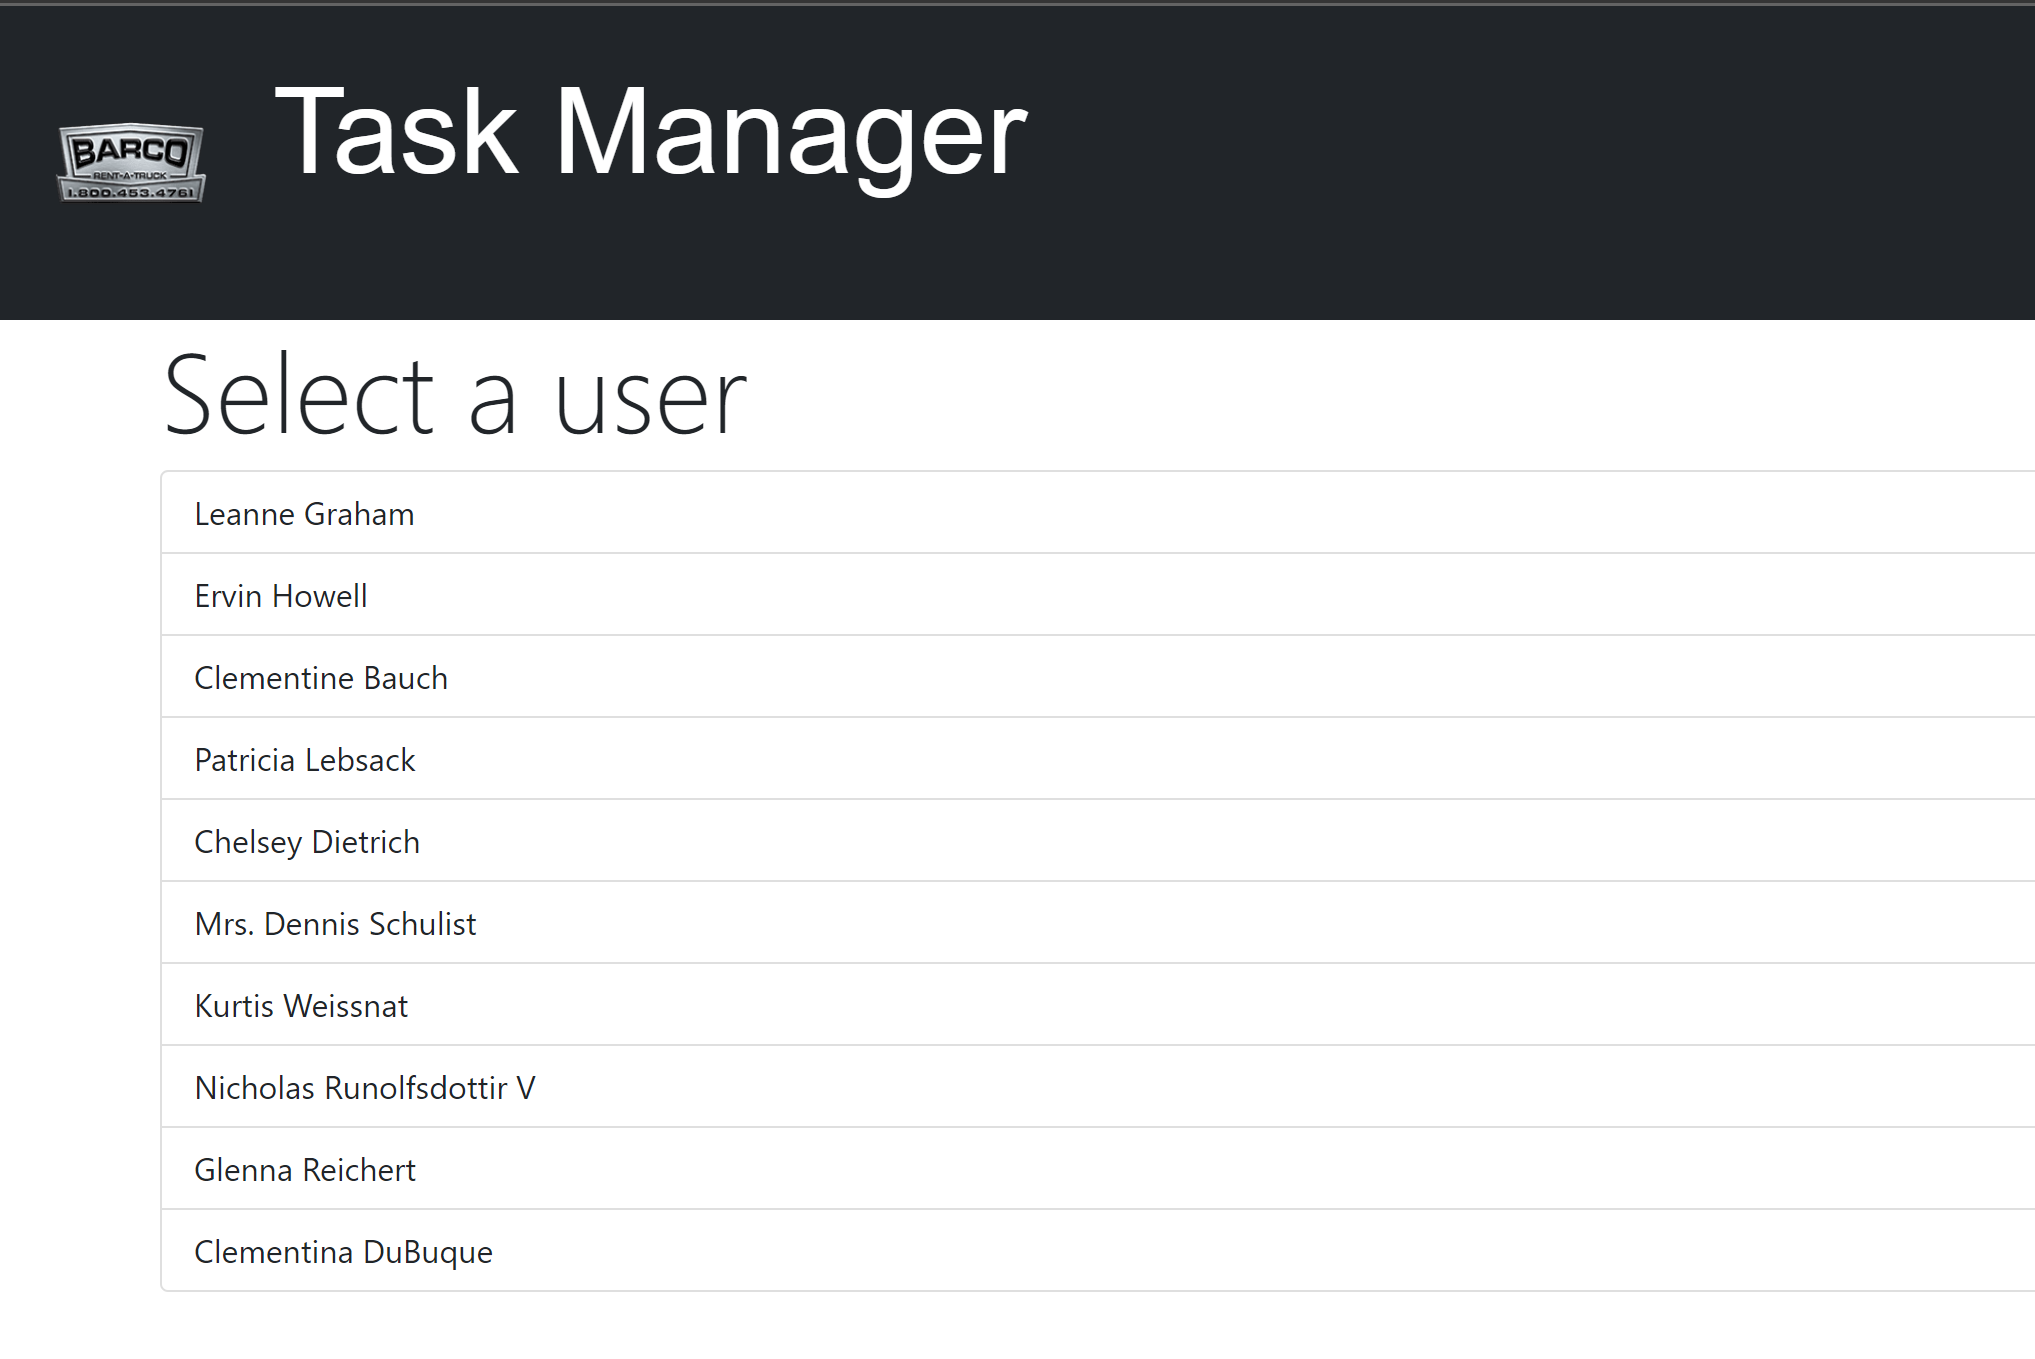 BARCO
RENT-A-TRUCK
1.800.453.4761
Task Manager
Select a user
Leanne Graham
Ervin Howell
Clementine Bauch
Patricia Lebsack
Chelsey Dietrich
Mrs. Dennis Schulist
Kurtis Weissnat
Nicholas Runolfsdottir V
Glenna Reichert
Clementina DuBuque